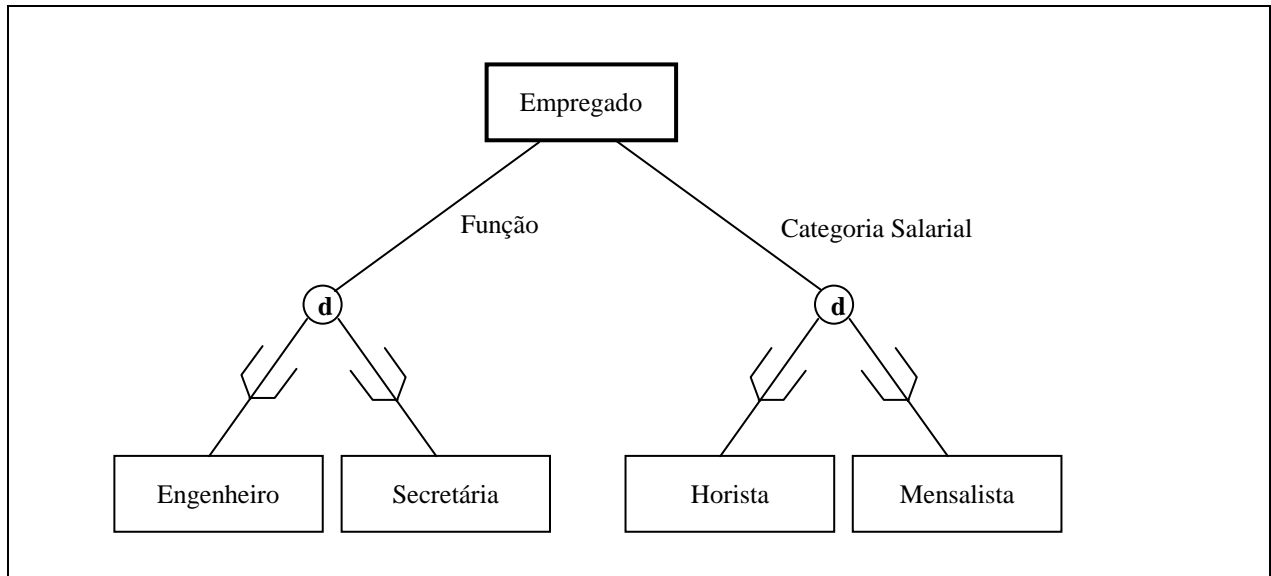 Empregado
Função
Categoria Salarial
d
d
Engenheiro
Secretária
Horista
Mensalista